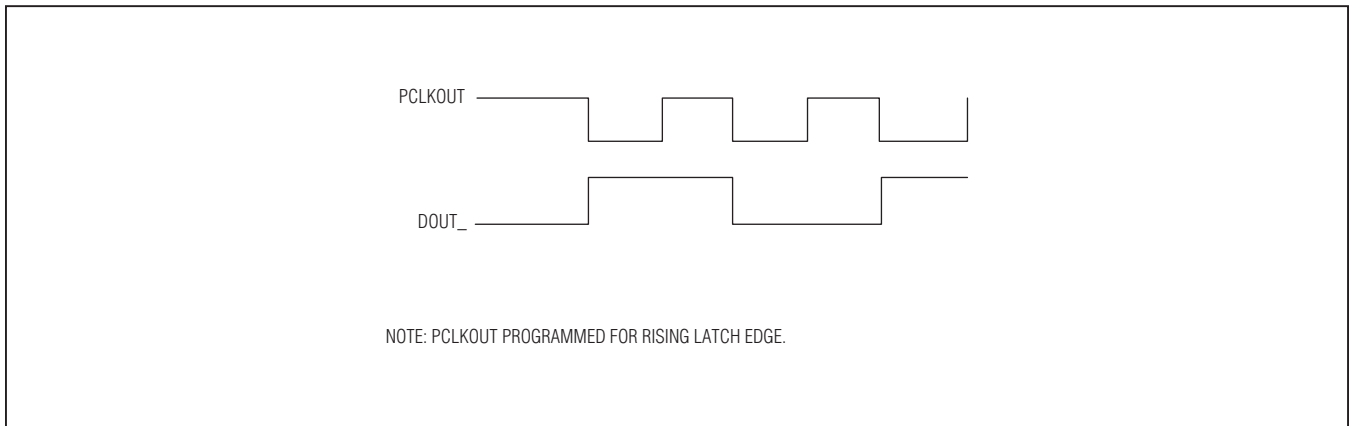 PCLKOUT
DOUT_
NOTE: PCLKOUT PROGRAMMED FOR RISING LATCH EDGE.